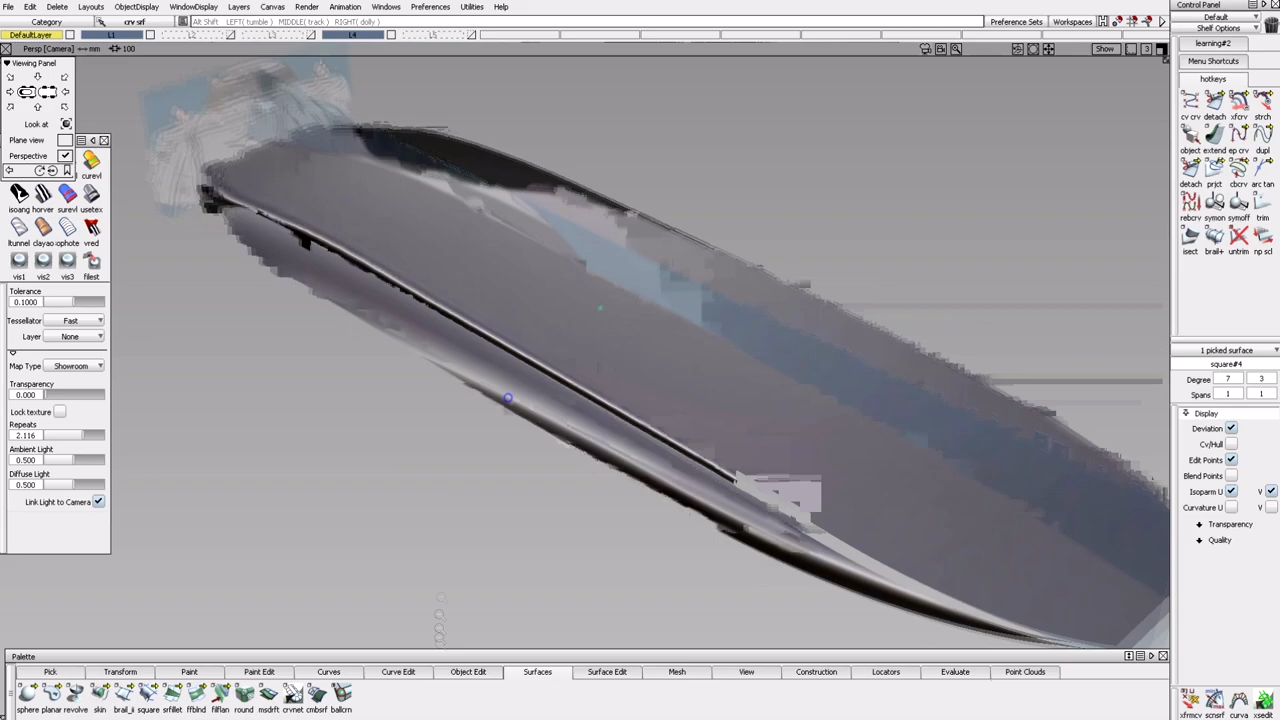 File Edit Delete Layouts ObjectDisplay WindowDisplay Layers Canvas Render Animation Windows Preferences Utilities Help
Category crv srf Alt Shift LEFT( tumble ) MIDDLE( track ) RIGHT( dolly ) Preference Sets Workspaces
DefaultLayer L1 L2 L3 L4 L5
Persp [Camera] mm 100 Show 3
Viewing Panel
Look at
Plane view
Perspective
curevl
isoang horver surevl usetex
ltunnel clayao ophote vred
vis1 vis2 vis3 filest
Tolerance
0.1000
Tessellator Fast
Layer None
Map Type Showroom
Transparency
0.000
Lock texture
Repeats
2.116
Ambient Light
0.500
Diffuse Light
0.500
Link Light to Camera
Control Panel
Default
Shelf Options
learning#2
Menu Shortcuts
hotkeys
cv crv detach xfcrv strch
object extend ep crv dupl
detach prjct cbcrv arc tan
rebcrv symon symoff trim
isect brail+ untrim np scl
1 picked surface
square#4
Degree 7 3
Spans 1 1
Display
Deviation
Cv/Hull
Edit Points
Blend Points
Isoparm U V
Curvature U V
Transparency
Quality
Palette
Pick Transform Paint Paint Edit Curves Curve Edit Object Edit Surfaces Surface Edit Mesh View Construction Locators Evaluate Point Clouds
sphere planar revolve skin brail_ii square srfillet ffblnd filflan round msdrft crvnet cmbsrf ballcrn
xfrmcv scnsrf curva xsedit